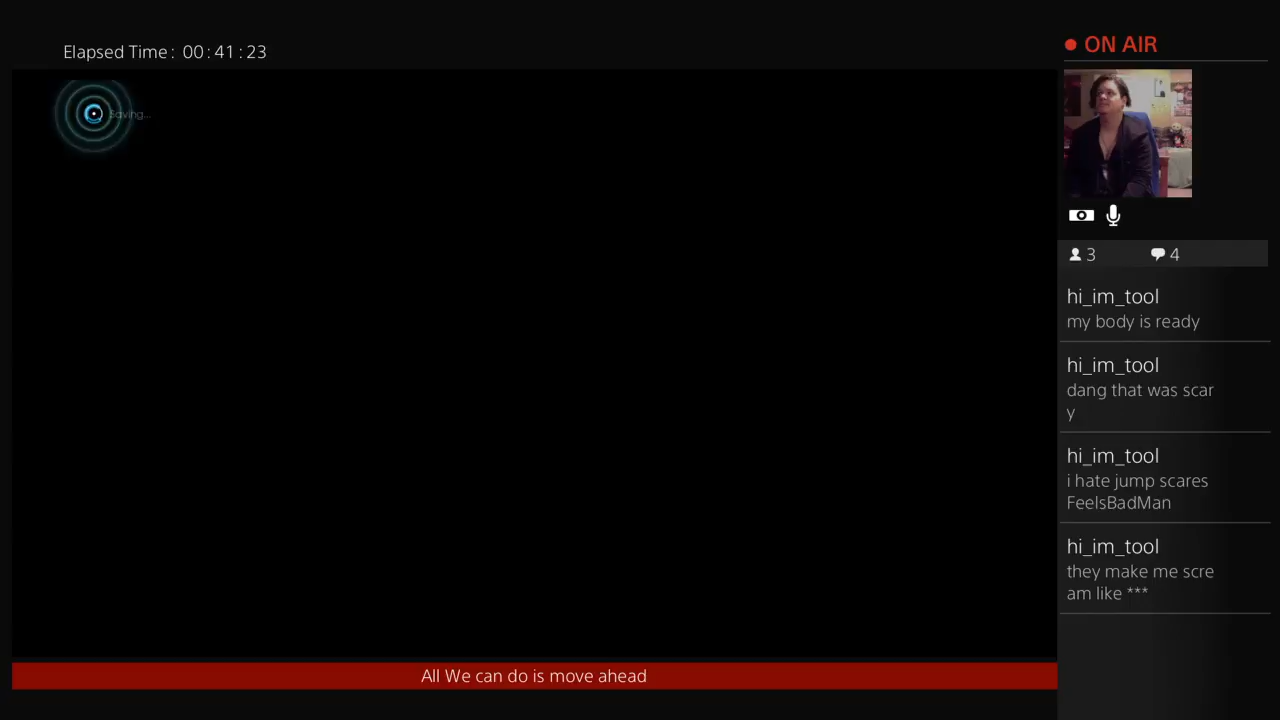 Elapsed Time: 00:41:23
ON AIR
Saving...
3
4
hi_im_tool
my body is ready
hi_im_tool
dang that was scar
y
hi_im_tool
i hate jump scares
FeelsBadMan
hi_im_tool
they make me scre
am like ***
All We can do is move ahead